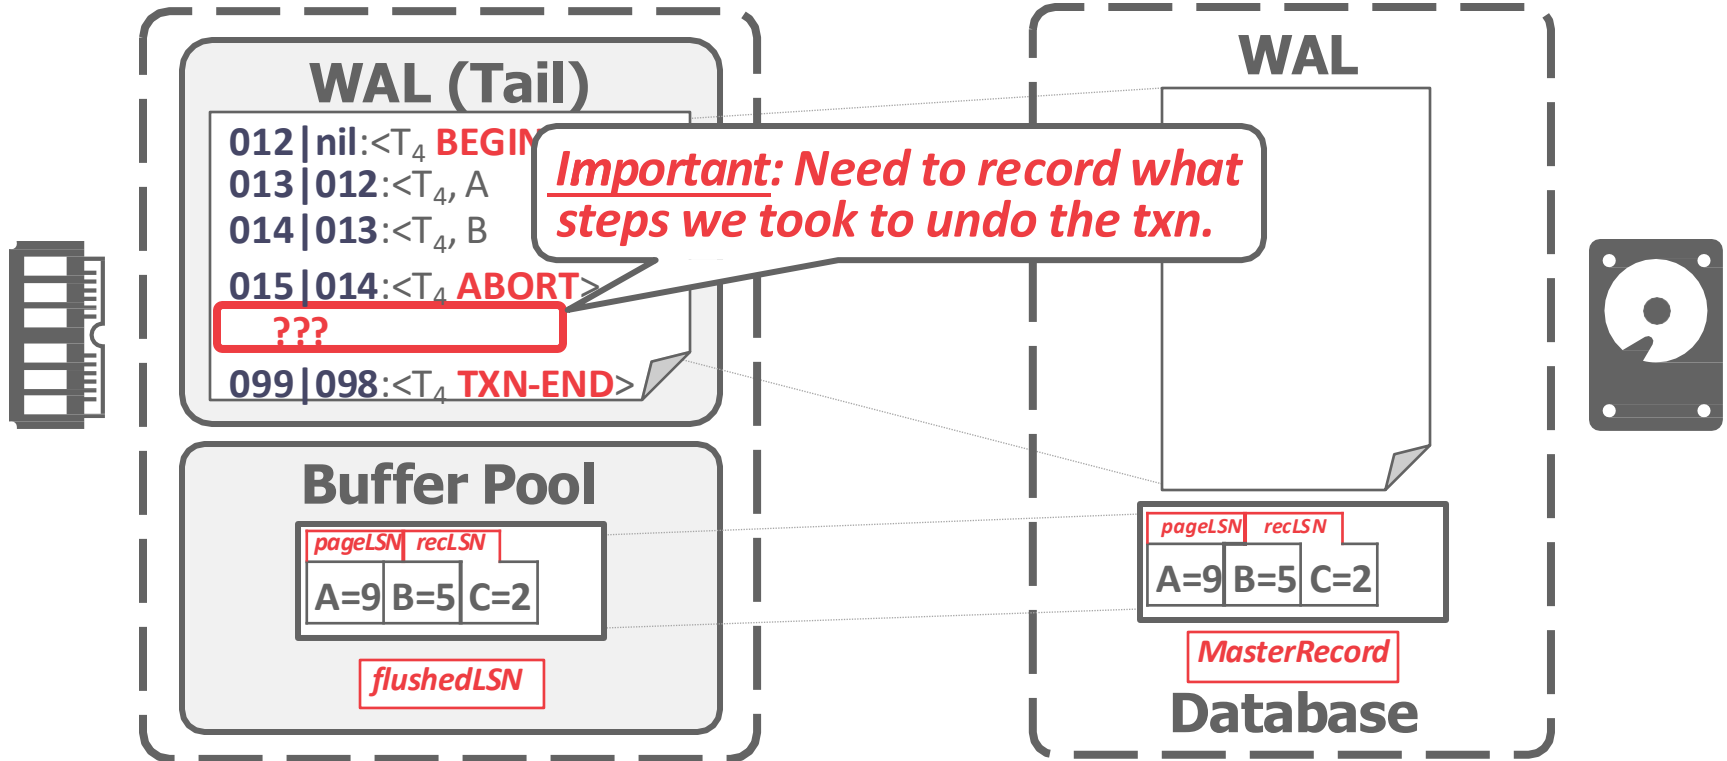 WAL (Tail)
012|nil:<T4 BEGIN
013|012:<T4, A
014|013:<T4, B
015|014:<T4 ABORT>
???
099|098:<T4 TXN-END>
Important: Need to record what
steps we took to undo the txn.
Buffer Pool
pageLSN recLSN
A=9 B=5 C=2
flushedLSN
WAL
pageLSN recLSN
A=9 B=5 C=2
MasterRecord
Database